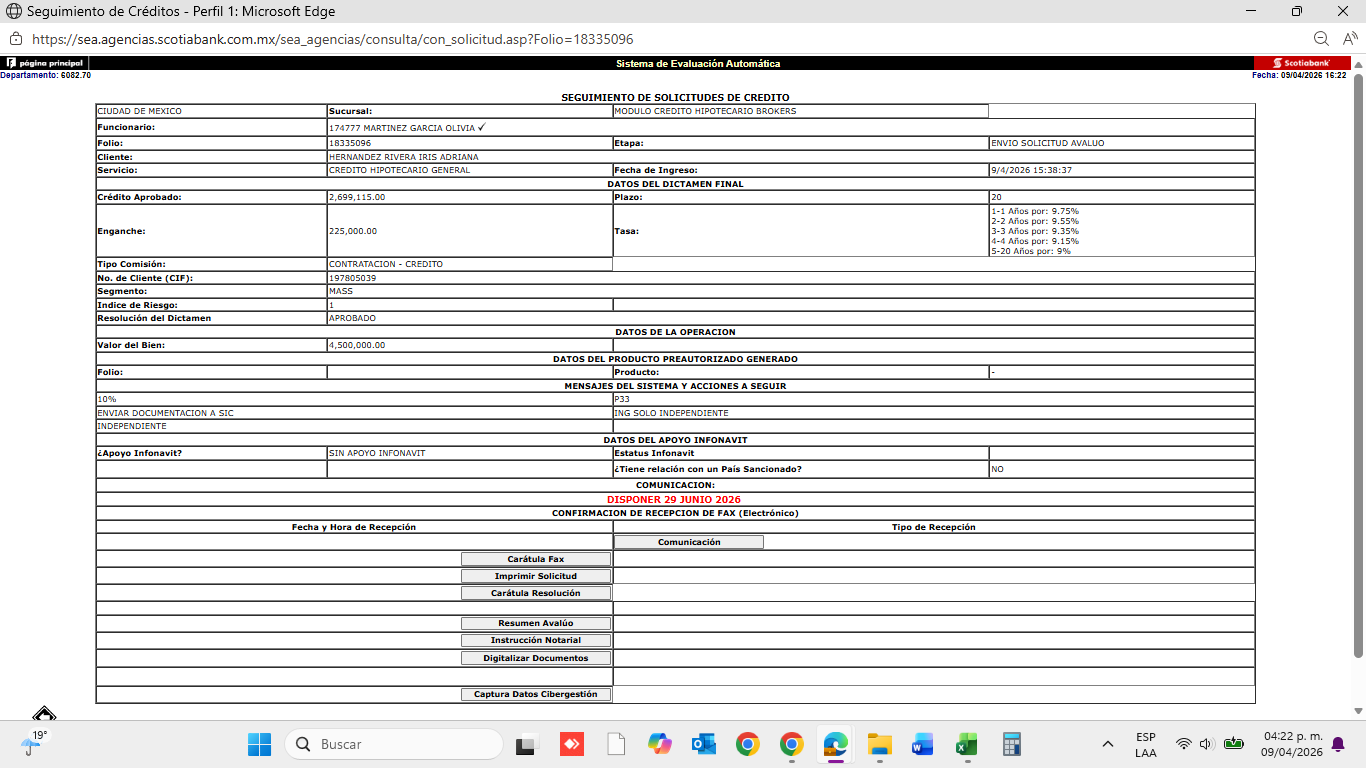 Seguimiento de Créditos - Perfil 1: Microsoft Edge
https://sea.agencias.scotiabank.com.mx/sea_agencias/consulta/con_solicitud.asp?Folio=18335096
página principal Sistema de Evaluación Automática Scotiabank
Departamento: 6082.70 Fecha: 09/04/2026 16:22
SEGUIMIENTO DE SOLICITUDES DE CREDITO
CIUDAD DE MEXICO Sucursal: MODULO CREDITO HIPOTECARIO BROKERS
Funcionario: 174777 MARTINEZ GARCIA OLIVIA ✓
Folio: 18335096 Etapa: ENVIO SOLICITUD AVALUO
Cliente: HERNANDEZ RIVERA IRIS ADRIANA
Servicio: CREDITO HIPOTECARIO GENERAL Fecha de Ingreso: 9/4/2026 15:38:37
DATOS DEL DICTAMEN FINAL
Crédito Aprobado: 2,699,115.00 Plazo: 20
Enganche: 225,000.00 Tasa:
1-1 Años por: 9.75%
2-2 Años por: 9.55%
3-3 Años por: 9.35%
4-4 Años por: 9.15%
5-20 Años por: 9%
Tipo Comisión: CONTRATACION - CREDITO
No. de Cliente (CIF): 197805039
Segmento: MASS
Indice de Riesgo: 1
Resolución del Dictamen APROBADO
DATOS DE LA OPERACION
Valor del Bien: 4,500,000.00
DATOS DEL PRODUCTO PREAUTORIZADO GENERADO
Folio: Producto: -
MENSAJES DEL SISTEMA Y ACCIONES A SEGUIR
10% P33
ENVIAR DOCUMENTACION A SIC ING SOLO INDEPENDIENTE
INDEPENDIENTE
DATOS DEL APOYO INFONAVIT
¿Apoyo Infonavit? SIN APOYO INFONAVIT Estatus Infonavit
¿Tiene relación con un País Sancionado? NO
COMUNICACION:
DISPONER 29 JUNIO 2026
CONFIRMACION DE RECEPCION DE FAX (Electrónico)
Fecha y Hora de Recepción Tipo de Recepción
Comunicación
Carátula Fax
Imprimir Solicitud
Carátula Resolución
Resumen Avalúo
Instrucción Notarial
Digitalizar Documentos
Captura Datos Cibergestión
19° Buscar ESP LAA 04:22 p. m. 09/04/2026